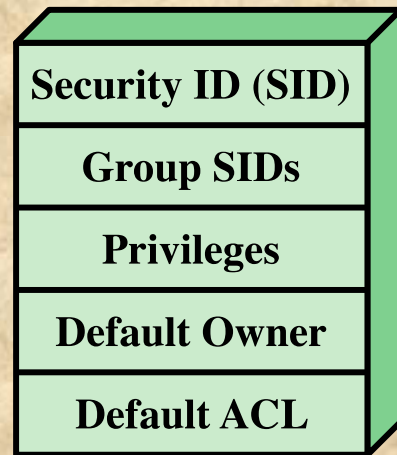 Security ID (SID)
Group SIDs
Privileges
Default Owner
Default ACL